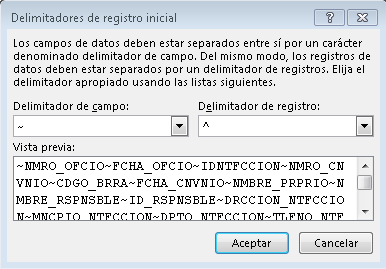 Delimitadores de registro inicial
Los campos de datos deben estar separados entre sí por un carácter
denominado delimitador de campo. Del mismo modo, los registros de
datos deben estar separados por un delimitador de registros. Elija el
delimitador apropiado usando las listas siguientes.
Delimitador de campo: Delimitador de registro:
~ ^
Vista previa:
~NMRO_OFCIO~FCHA_OFCIO~IDNTFCCION~NMRO_CN
VNIO~CDGO_BRRA~FCHA_CNVNIO~NMBRE_PRPRIO~N
MBRE_RSPNSBLE~ID_RSPNSBLE~DRCCION_NTFCCIO
N~MNCPIO_NTFCCION~DPTO_NTFCCION~TLFNO_NTF
Aceptar Cancelar